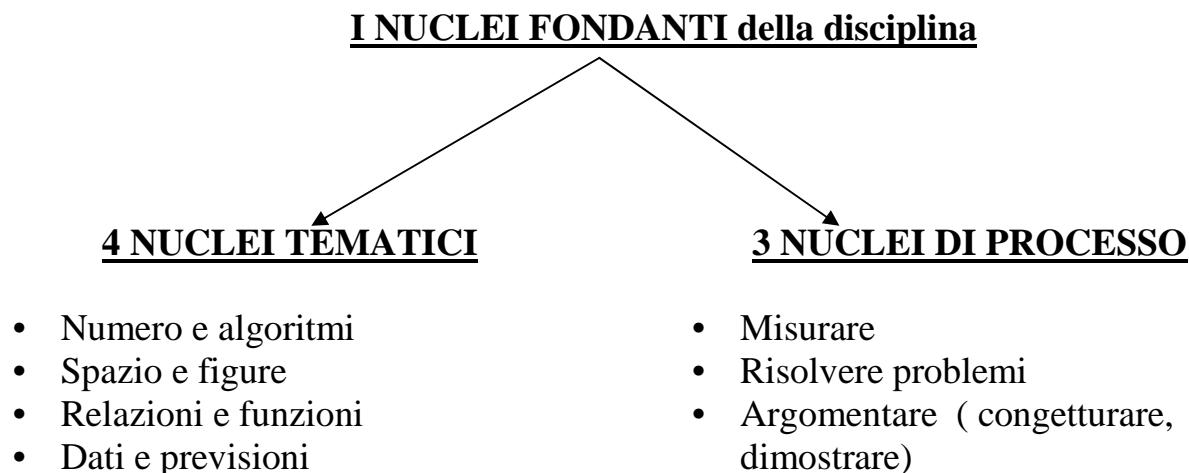 I NUCLEI FONDANTI della disciplina
4 NUCLEI TEMATICI
• Numero e algoritmi
• Spazio e figure
• Relazioni e funzioni
• Dati e previsioni
3 NUCLEI DI PROCESSO
• Misurare
• Risolvere problemi
• Argomentare ( congetturare,
dimostrare)